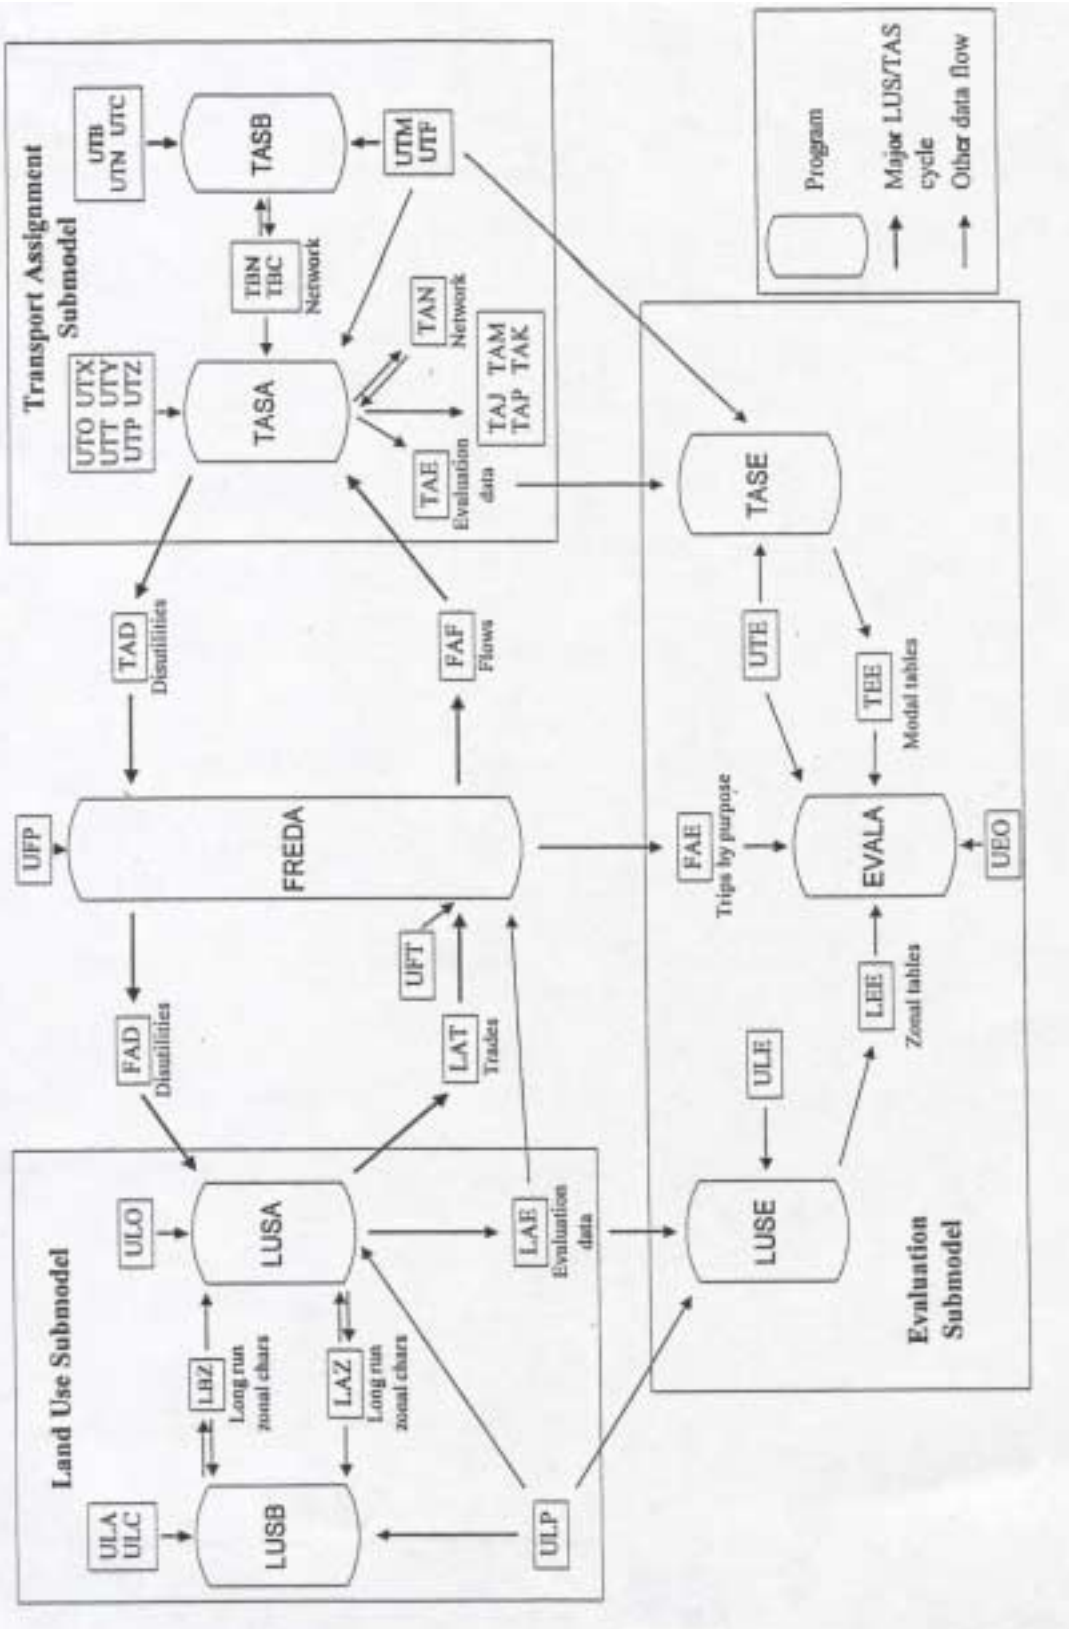 Land Use Submodel
ULA
ULC
LUSB
LBZ
Long run
zonal chars
LAZ
Long run
zonal chars
ULO
LUSA
ULP
LAE
Evaluation
data
FAD
Disutilities
LAT
Trades
UFT
UFP
FREDA
TAD
Disutilities
FAF
Flows
Transport Assignment
Submodel
UTO UTX
UTT UTY
UTP UTZ
TASA
TAE
Evaluation
data
TAN
Network
TAJ TAM
TAP TAK
TBN
TBC
Network
UTB
UTN UTC
TASB
UTM
UTF
Evaluation
Submodel
LUSE
ULE
LEE
Zonal tables
FAE
Trips by purpose
EVALA
UEO
UTE
TEE
Modal tables
TASE
Program
Major LUS/TAS
cycle
Other data flow